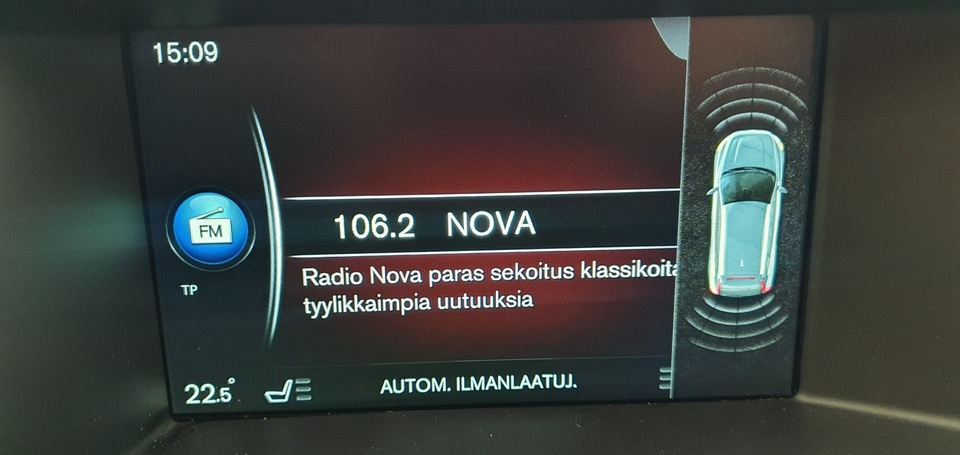 15:09
FM
106.2 NOVA
TP
Radio Nova paras sekoitus klassikoita
tyylikkaimpia uutuuksia
22.5°
AUTOM. ILMANLAATUJ.